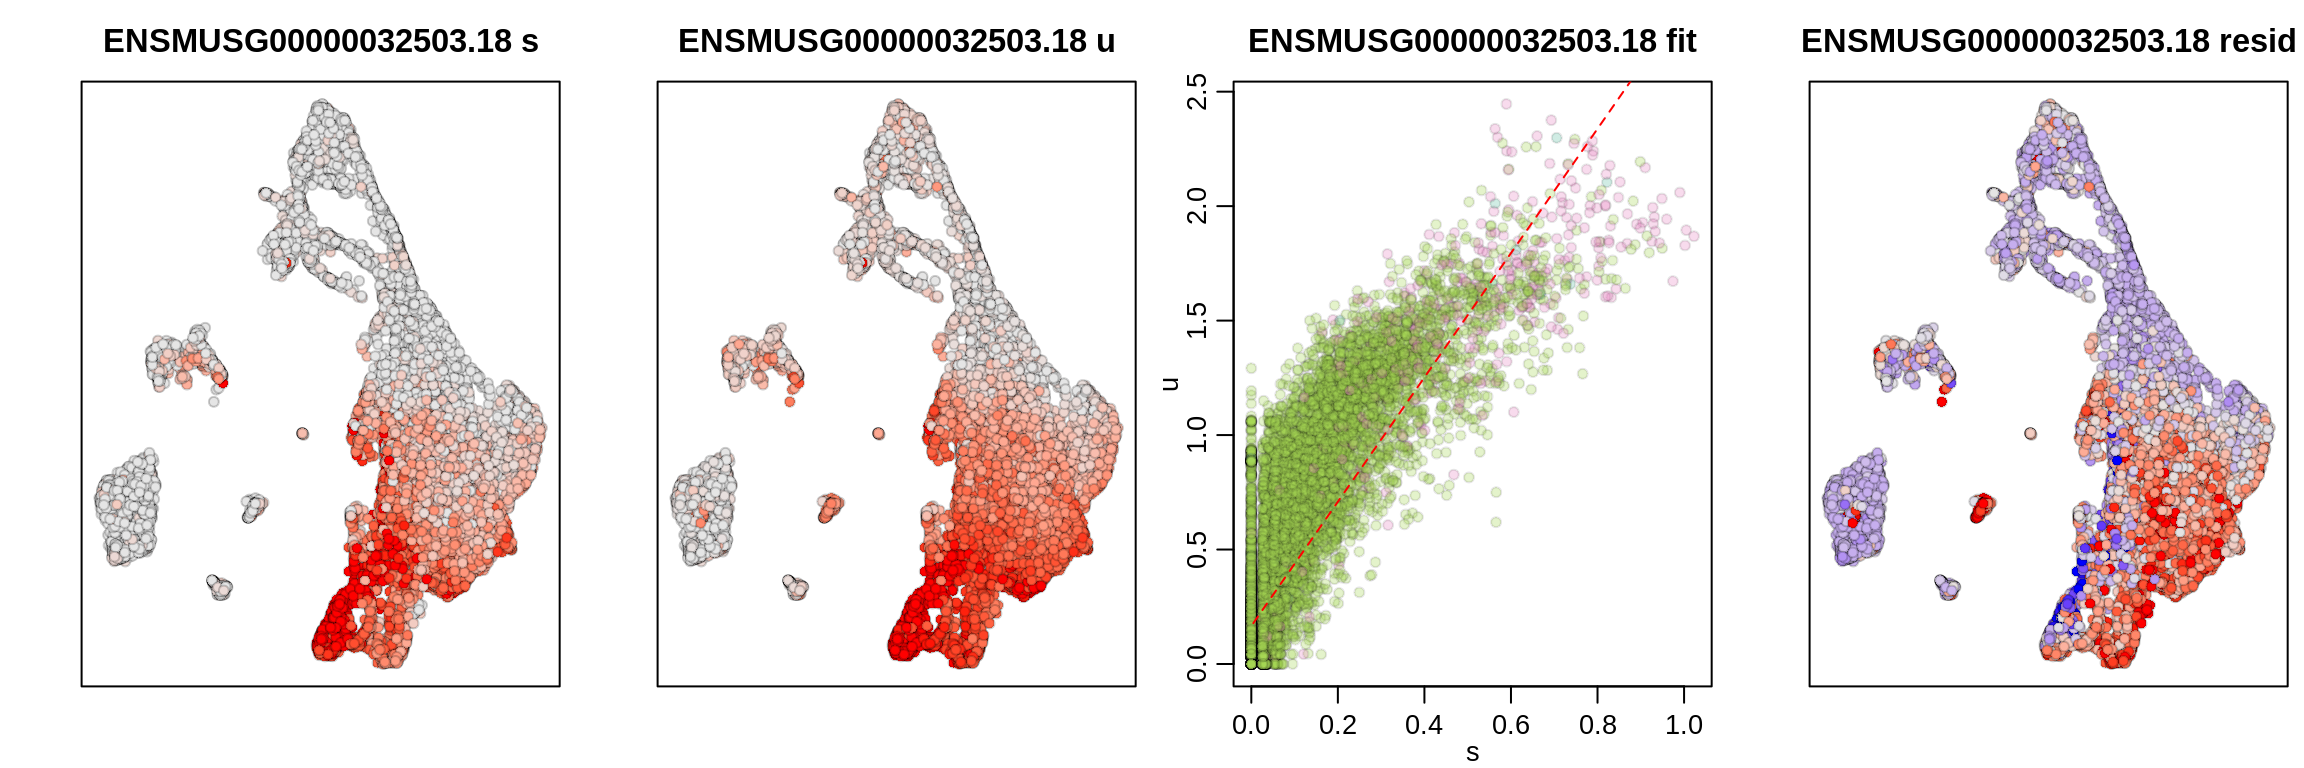 ENSMUSG00000032503.18 s
ENSMUSG00000032503.18 u
ENSMUSG00000032503.18 fit
ENSMUSG00000032503.18 resid
2.5
2.0
1.5
1.0
0.5
0.0
u
0.0 0.2 0.4 0.6 0.8 1.0
s